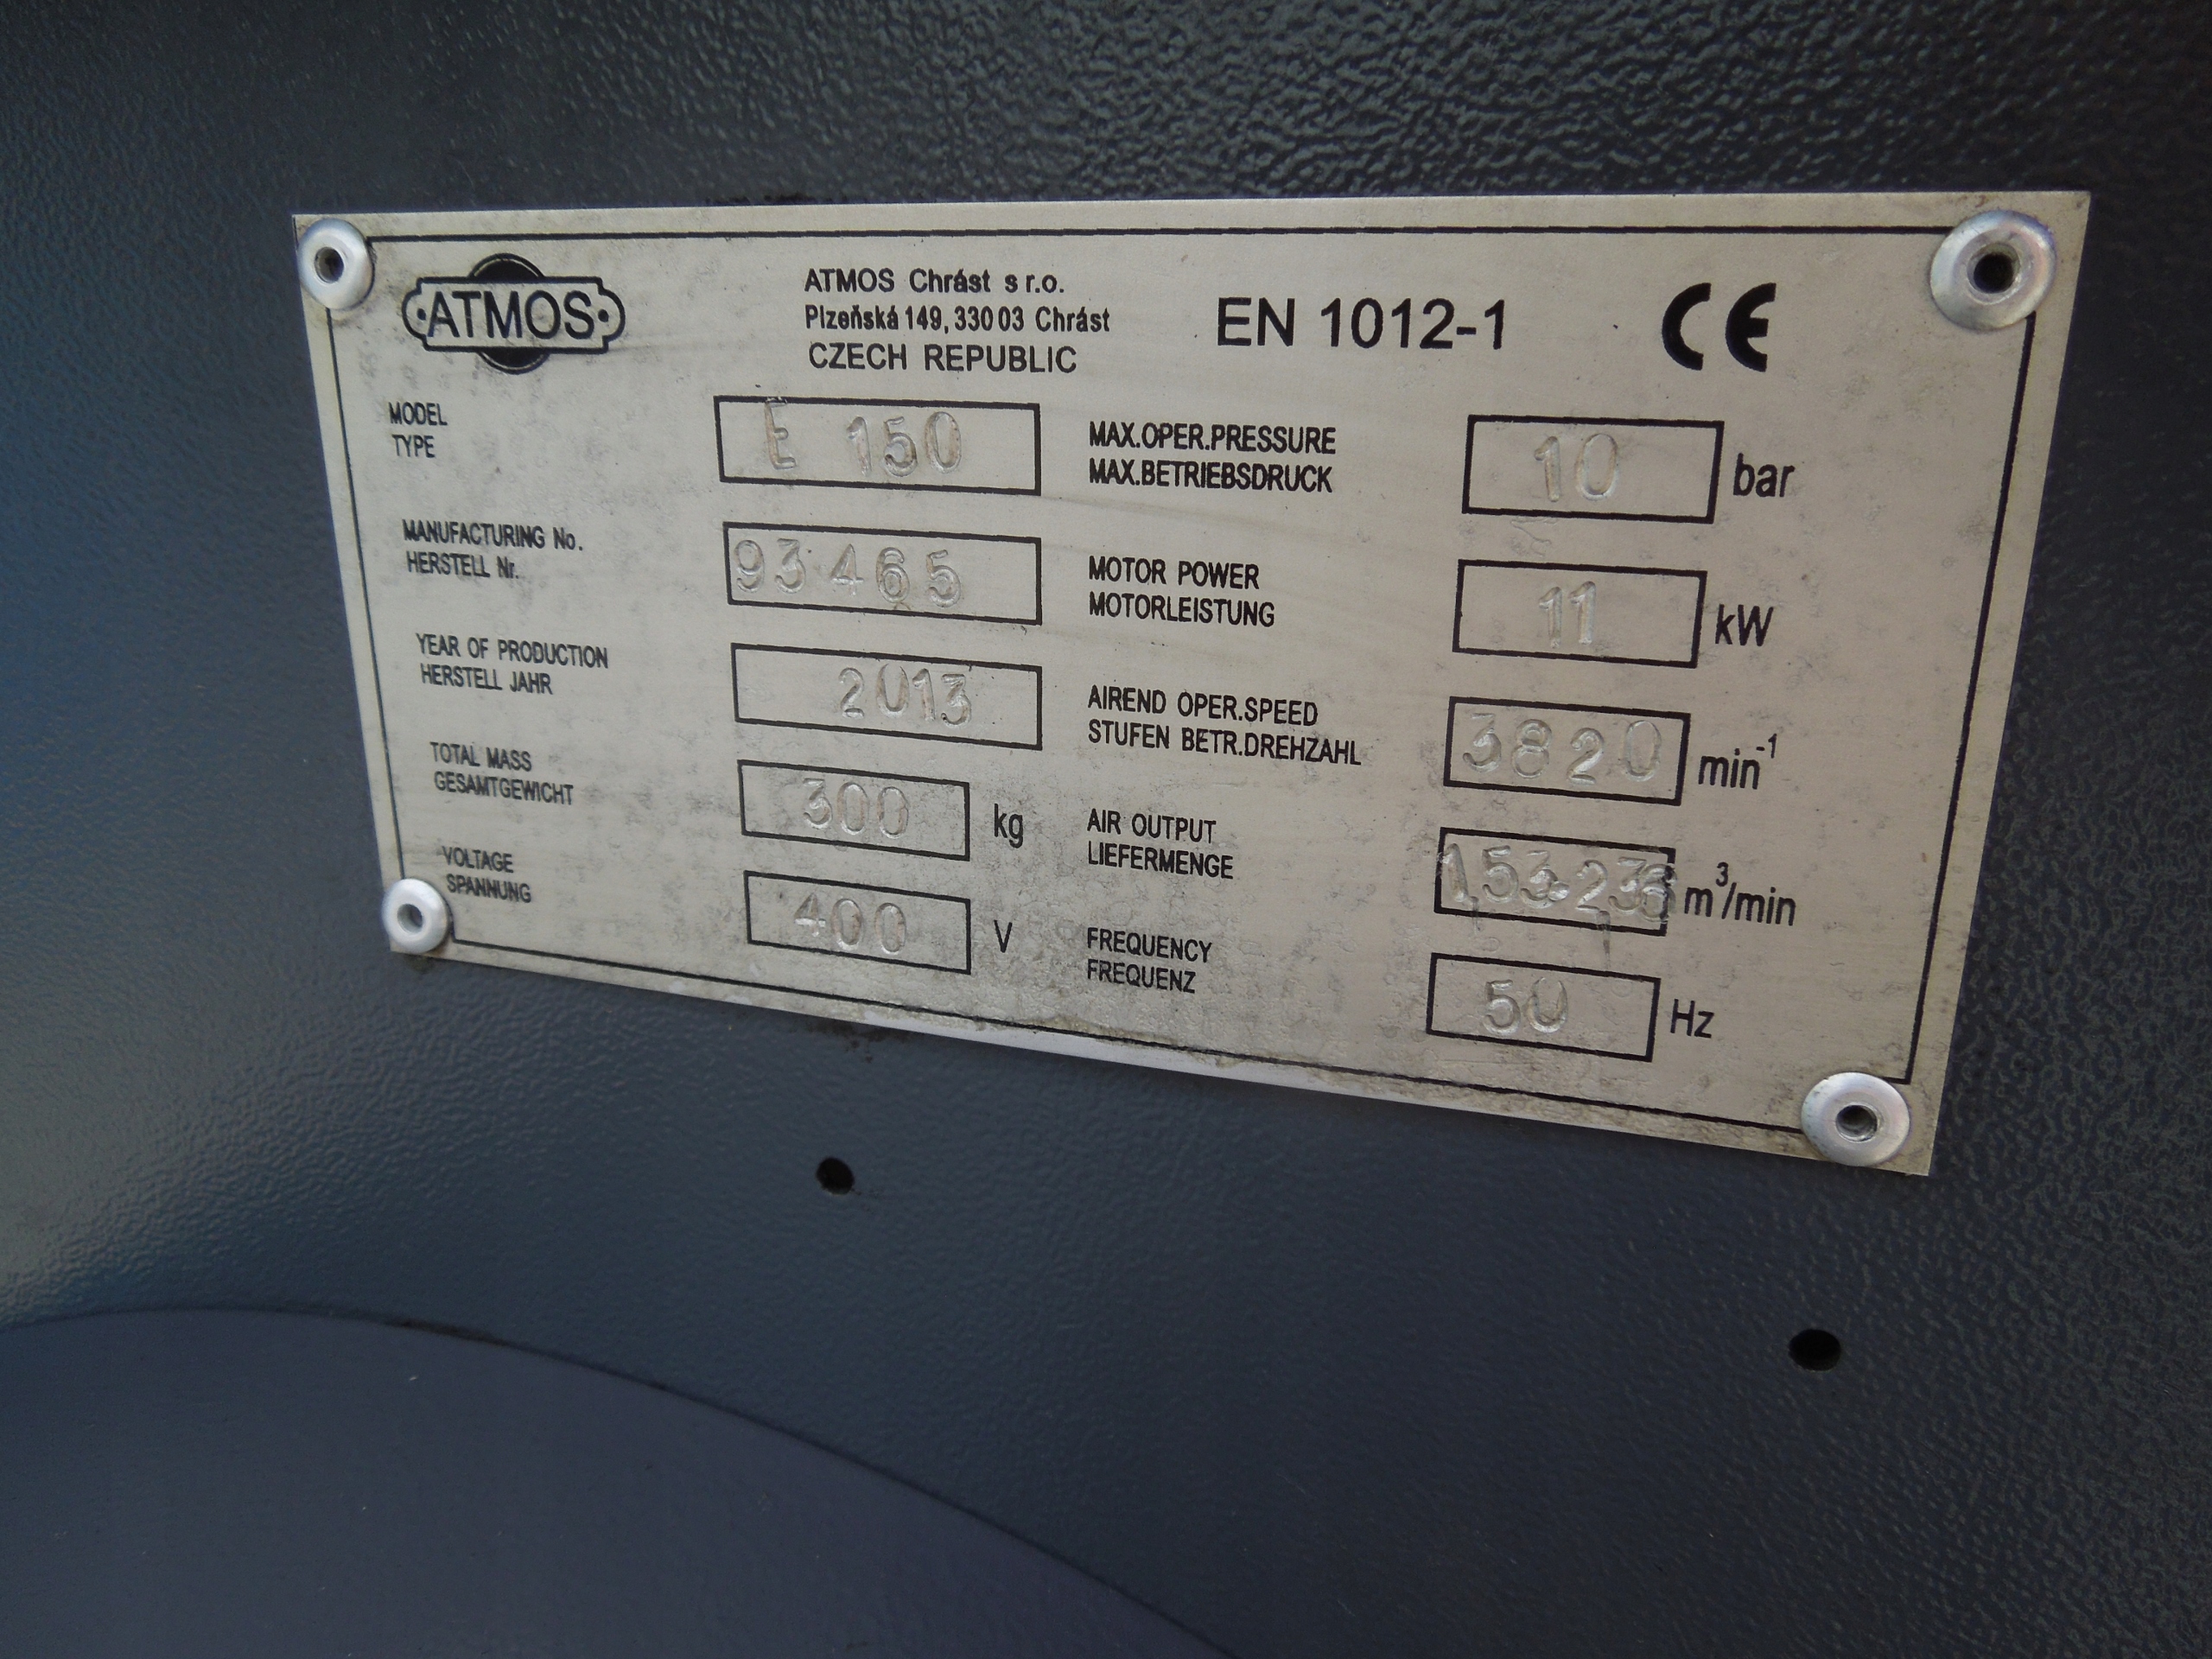 ATMOS
ATMOS Chrást s r.o.
Plzeňská 149, 330 03 Chrást
CZECH REPUBLIC
EN 1012-1
CE
MODEL
TYPE
E 150
MANUFACTURING No.
HERSTELL Nr.
93465
YEAR OF PRODUCTION
HERSTELL JAHR
2013
TOTAL MASS
GESAMTGEWICHT
300 kg
VOLTAGE
SPANNUNG
400 V
MAX.OPER.PRESSURE
MAX.BETRIEBSDRUCK
10 bar
MOTOR POWER
MOTORLEISTUNG
11 kW
AIREND OPER.SPEED
STUFEN BETR.DREHZAHL
3820 min⁻¹
AIR OUTPUT
LIEFERMENGE
m³/min
FREQUENCY
FREQUENZ
50 Hz